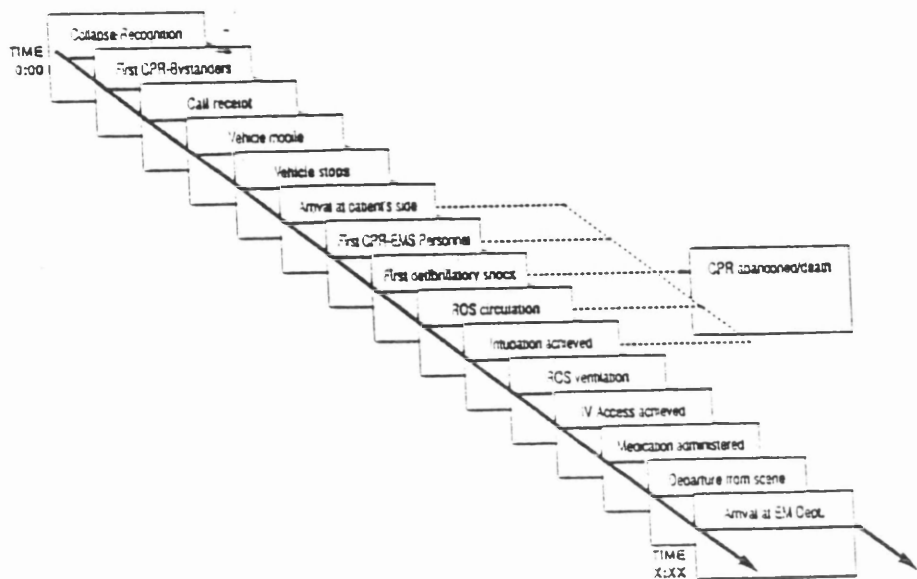 Collapse-Recognition
TIME
0:00
First CPR-Bystanders
Call receipt
Vehicle mobile
Vehicle stops
Arrival at patient's side
First CPR-EMS Personnel
First defibrillatory shock
CPR abandoned/death
ROS circulation
Intubation achieved
ROS ventilation
IV Access achieved
Medication administered
Departure from scene
Arrival at EM Dept.
TIME
X:XX